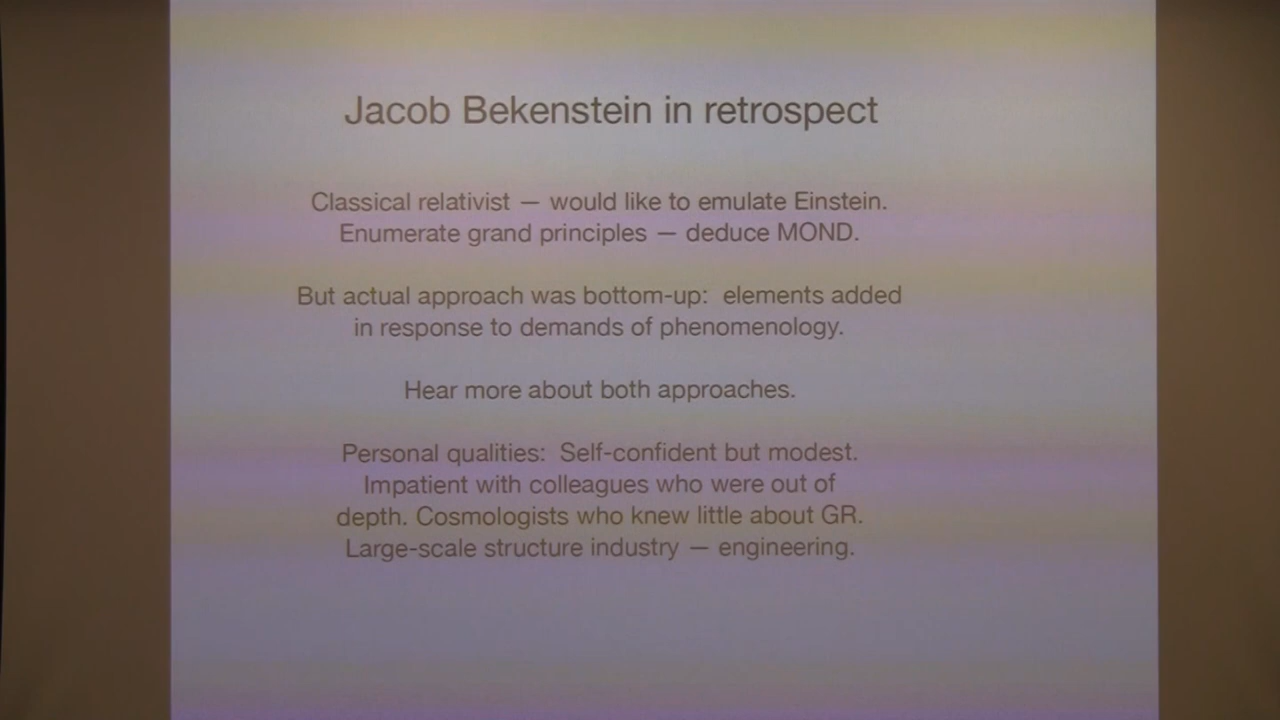 Jacob Bekenstein in retrospect
Classical relativist — would like to emulate Einstein.
Enumerate grand principles — deduce MOND.
But actual approach was bottom-up: elements added
in response to demands of phenomenology.
Hear more about both approaches.
Personal qualities: Self-confident but modest.
Impatient with colleagues who were out of
depth. Cosmologists who knew little about GR.
Large-scale structure industry — engineering.